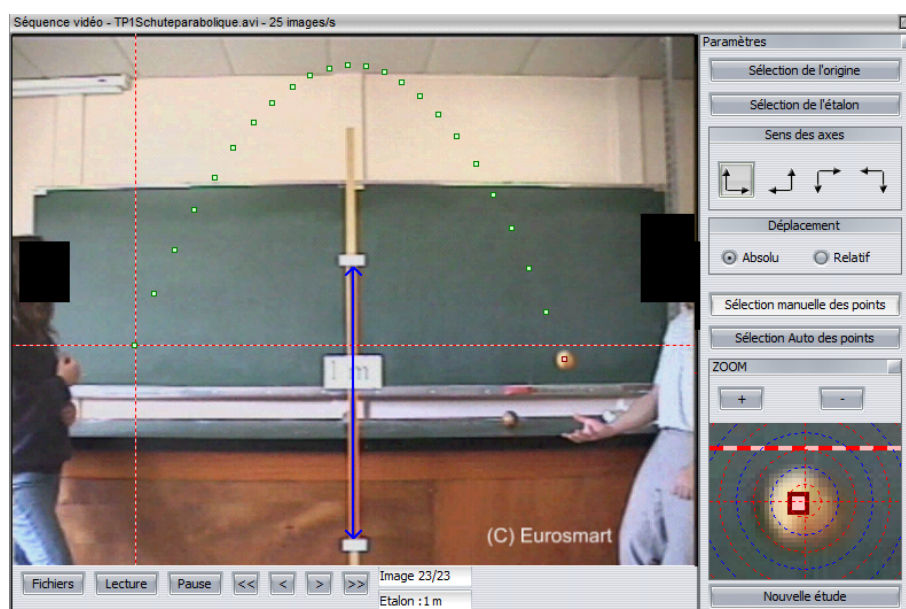 Séquence vidéo - TP1Schuteparabolique.avi - 25 images/s
Paramètres
Sélection de l'origine
Sélection de l'étalon
Sens des axes
Déplacement
Absolu
Relatif
Sélection manuelle des points
Sélection Auto des points
ZOOM
+
-
1 m
(C) Eurosmart
Fichiers
Lecture
Pause
<<
<
>
>>
Image 23/23
Etalon :1 m
Nouvelle étude